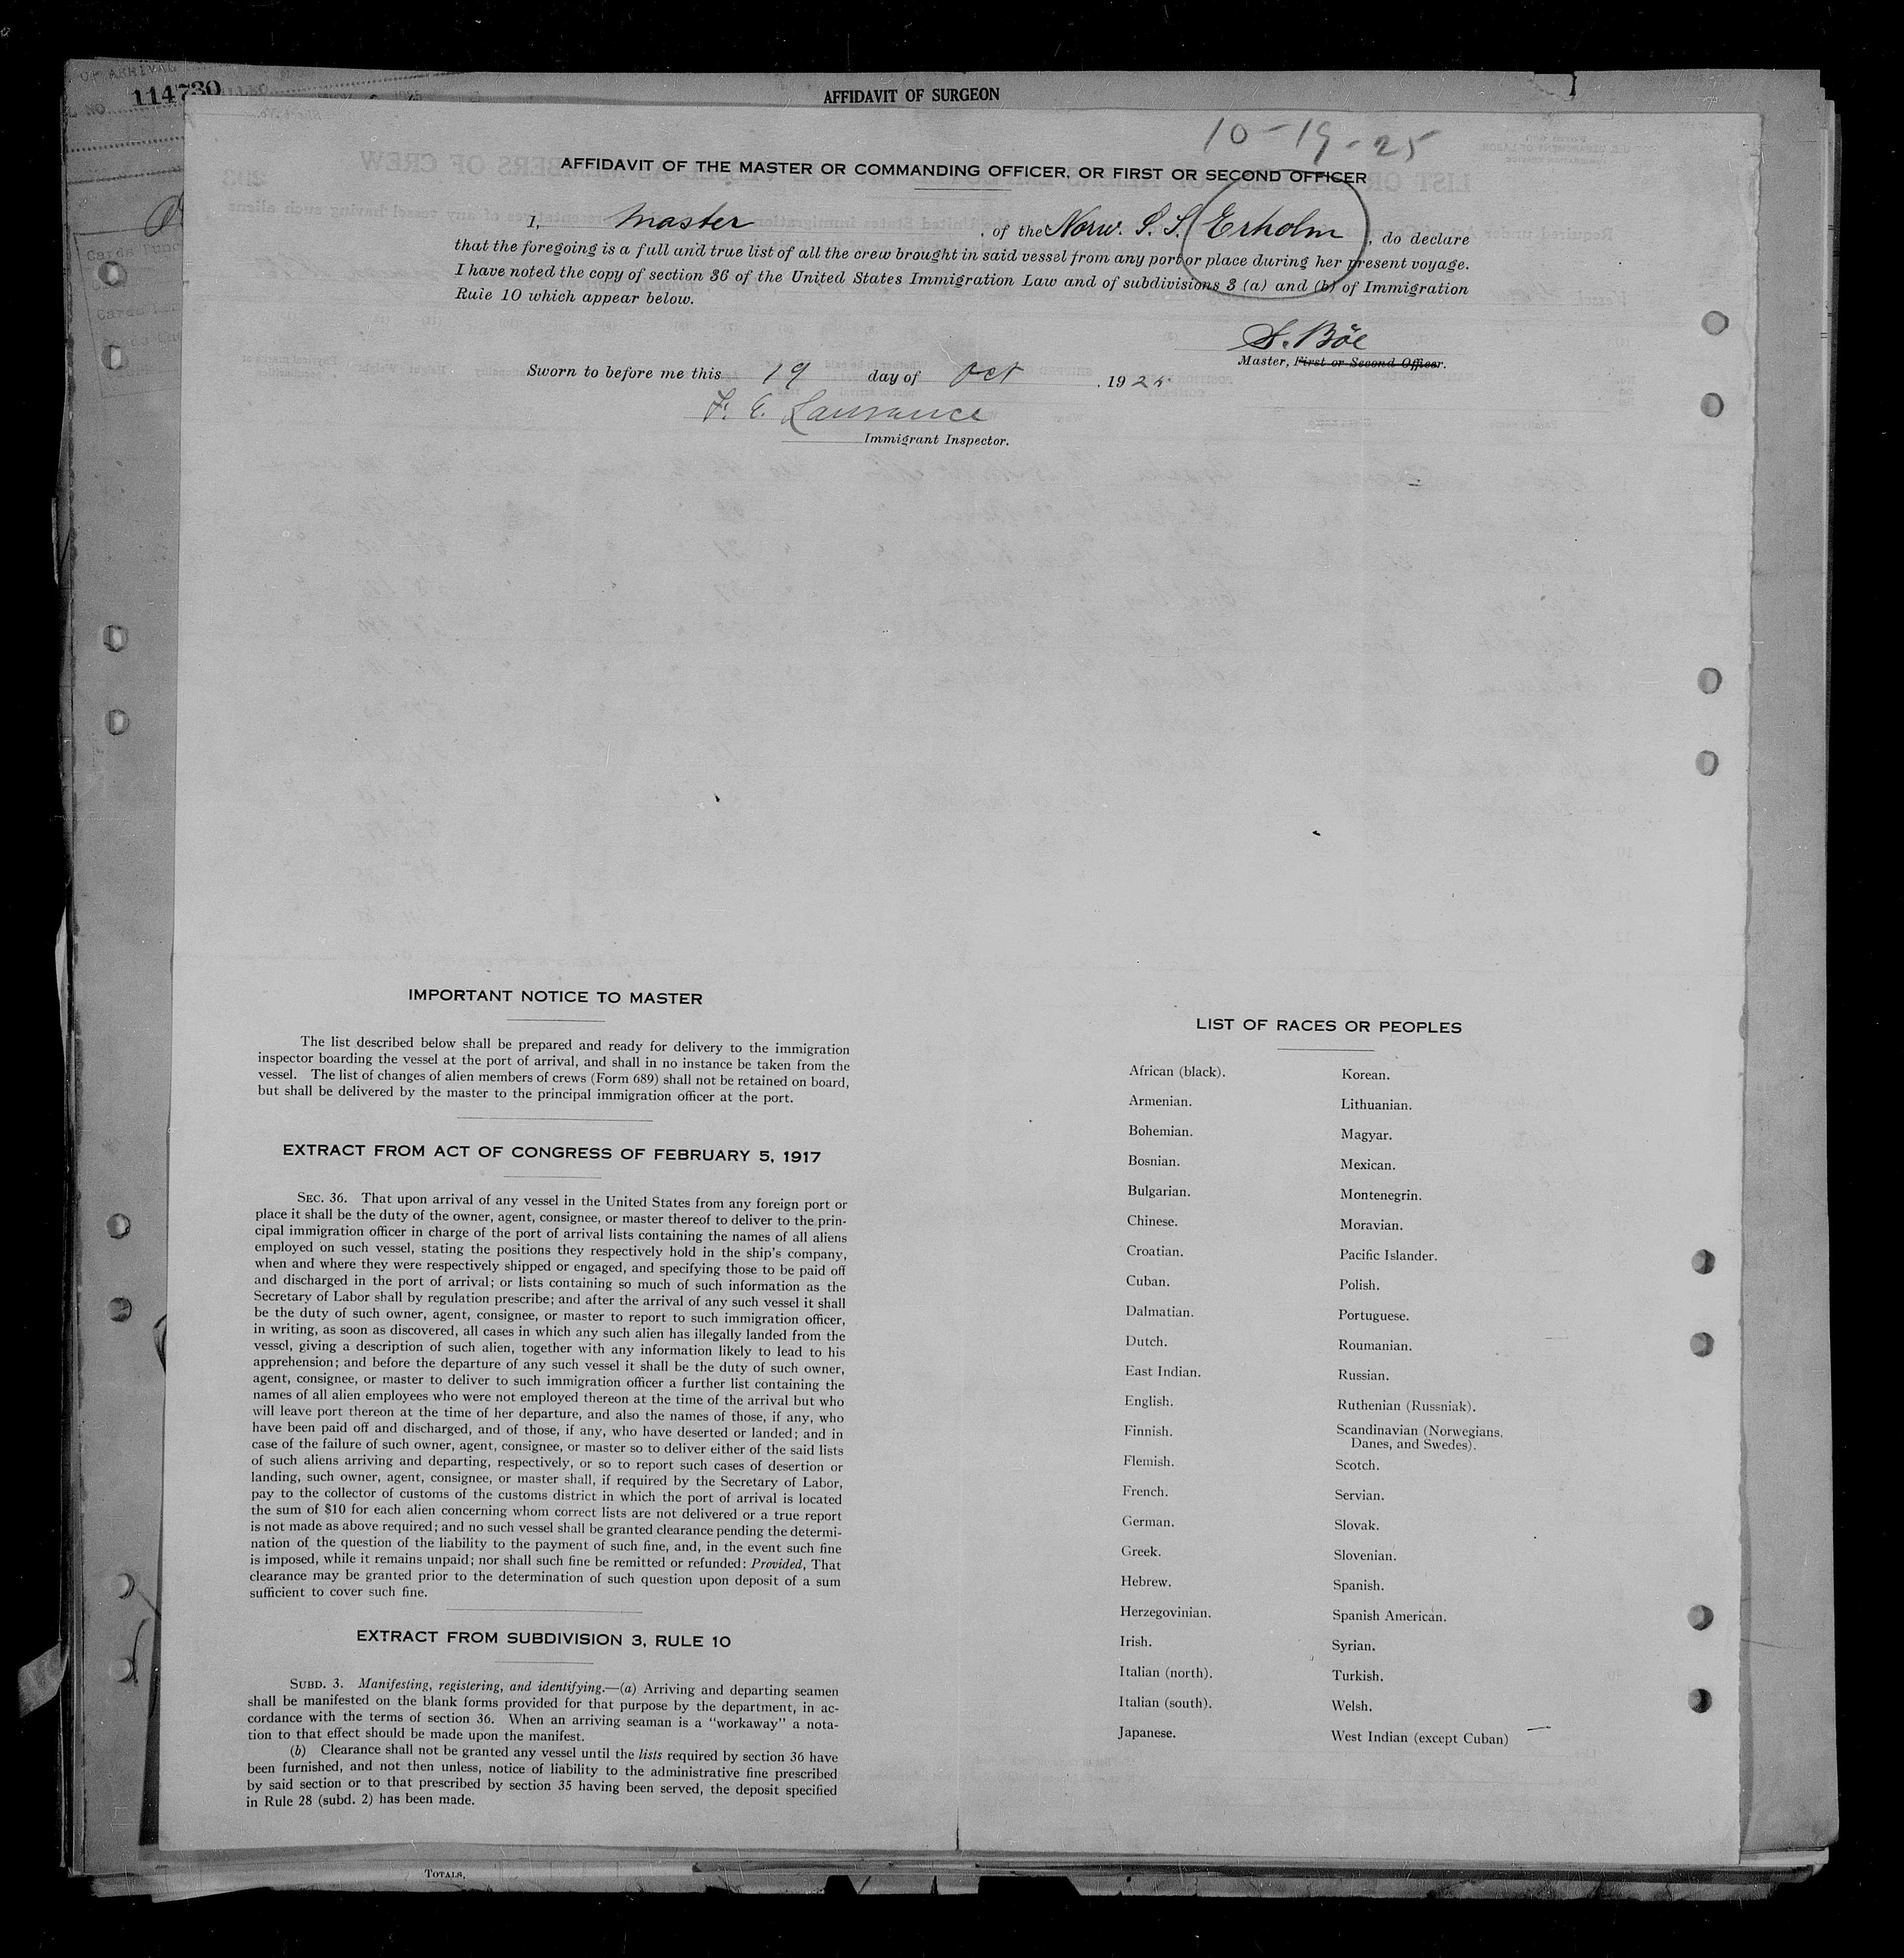 OF ARRIVAL
NO. 114730
AFFIDAVIT OF SURGEON
10-19-25
AFFIDAVIT OF THE MASTER OR COMMANDING OFFICER, OR FIRST OR SECOND OFFICER
I, Master, of the Norw. S. S. Erholm, do declare
that the foregoing is a full and true list of all the crew brought in said vessel from any port or place during her present voyage.
I have noted the copy of section 36 of the United States Immigration Law and of subdivisions 3 (a) and (b) of Immigration
Rule 10 which appear below.
S. Böe
Master, First or Second Officer.
Sworn to before me this 19 day of Oct, 1925
F. E. Lawrance
Immigrant Inspector.
IMPORTANT NOTICE TO MASTER
The list described below shall be prepared and ready for delivery to the immigration
inspector boarding the vessel at the port of arrival, and shall in no instance be taken from the
vessel. The list of changes of alien members of crews (Form 689) shall not be retained on board,
but shall be delivered by the master to the principal immigration officer at the port.
EXTRACT FROM ACT OF CONGRESS OF FEBRUARY 5, 1917
SEC. 36. That upon arrival of any vessel in the United States from any foreign port or
place it shall be the duty of the owner, agent, consignee, or master thereof to deliver to the prin-
cipal immigration officer in charge of the port of arrival lists containing the names of all aliens
employed on such vessel, stating the positions they respectively hold in the ship's company,
when and where they were respectively shipped or engaged, and specifying those to be paid off
and discharged in the port of arrival; or lists containing so much of such information as the
Secretary of Labor shall by regulation prescribe; and after the arrival of any such vessel it shall
be the duty of such owner, agent, consignee, or master to report to such immigration officer,
in writing, as soon as discovered, all cases in which any such alien has illegally landed from the
vessel, giving a description of such alien, together with any information likely to lead to his
apprehension; and before the departure of any such vessel it shall be the duty of such owner,
agent, consignee, or master to deliver to such immigration officer a further list containing the
names of all alien employees who were not employed thereon at the time of the arrival but who
will leave port thereon at the time of her departure, and also the names of those, if any, who
have been paid off and discharged, and of those, if any, who have deserted or landed; and in
case of the failure of such owner, agent, consignee, or master so to deliver either of the said lists
of such aliens arriving and departing, respectively, or so to report such cases of desertion or
landing, such owner, agent, consignee, or master shall, if required by the Secretary of Labor,
pay to the collector of customs of the customs district in which the port of arrival is located
the sum of $10 for each alien concerning whom correct lists are not delivered or a true report
is not made as above required; and no such vessel shall be granted clearance pending the determi-
nation of the question of the liability to the payment of such fine, and, in the event such fine
is imposed, while it remains unpaid; nor shall such fine be remitted or refunded: Provided, That
clearance may be granted prior to the determination of such question upon deposit of a sum
sufficient to cover such fine.
EXTRACT FROM SUBDIVISION 3, RULE 10
SUBD. 3. Manifesting, registering, and identifying.—(a) Arriving and departing seamen
shall be manifested on the blank forms provided for that purpose by the department, in ac-
cordance with the terms of section 36. When an arriving seaman is a "workaway" a nota-
tion to that effect should be made upon the manifest.
(b) Clearance shall not be granted any vessel until the lists required by section 36 have
been furnished, and not then unless, notice of liability to the administrative fine prescribed
by said section or to that prescribed by section 35 having been served, the deposit specified
in Rule 28 (subd. 2) has been made.
LIST OF RACES OR PEOPLES
African (black).
Armenian.
Bohemian.
Bosnian.
Bulgarian.
Chinese.
Croatian.
Cuban.
Dalmatian.
Dutch.
East Indian.
English.
Finnish.
Flemish.
French.
German.
Greek.
Hebrew.
Herzegovinian.
Irish.
Italian (north).
Italian (south).
Japanese.
Korean.
Lithuanian.
Magyar.
Mexican.
Montenegrin.
Moravian.
Pacific Islander.
Polish.
Portuguese.
Roumanian.
Russian.
Ruthenian (Russniak).
Scandinavian (Norwegians,
Danes, and Swedes).
Scotch.
Servian.
Slovak.
Slovenian.
Spanish.
Spanish American.
Syrian.
Turkish.
Welsh.
West Indian (except Cuban)
TOTALS,